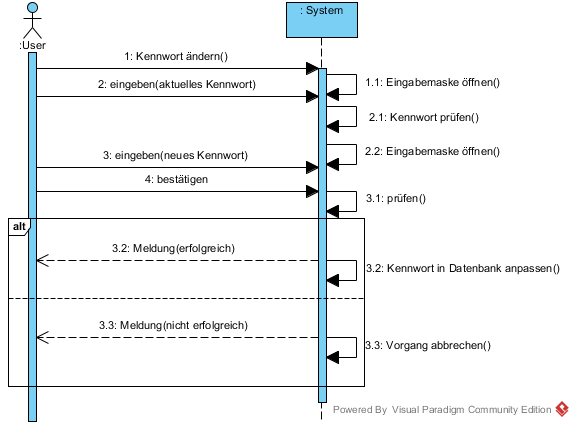 : System
:User
1: Kennwort ändern()
1.1: Eingabemaske öffnen()
2: eingeben(aktuelles Kennwort)
2.1: Kennwort prüfen()
2.2: Eingabemaske öffnen()
3: eingeben(neues Kennwort)
4: bestätigen
3.1: prüfen()
alt
3.2: Meldung(erfolgreich)
3.2: Kennwort in Datenbank anpassen()
3.3: Meldung(nicht erfolgreich)
3.3: Vorgang abbrechen()
Powered By Visual Paradigm Community Edition